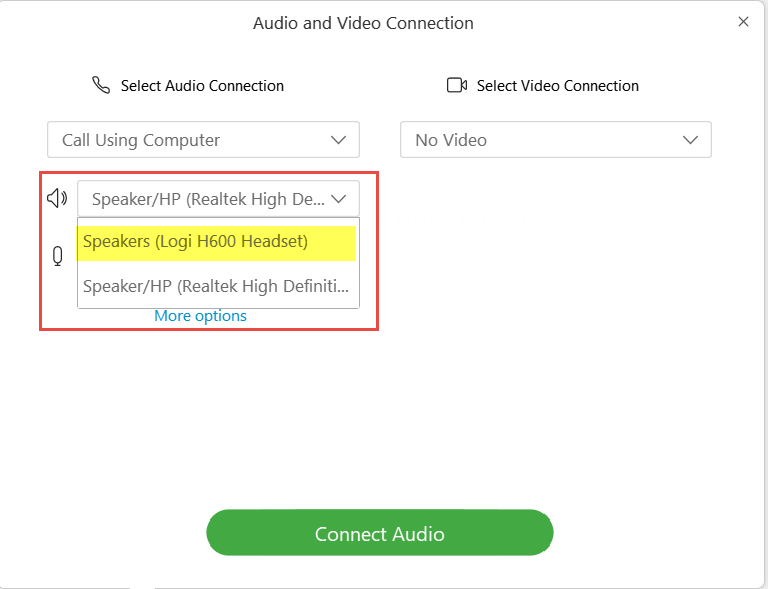 Audio and Video Connection
Select Audio Connection
Select Video Connection
Call Using Computer
No Video
Speaker/HP (Realtek High De...
Speakers (Logi H600 Headset)
Speaker/HP (Realtek High Definiti...
More options
Connect Audio